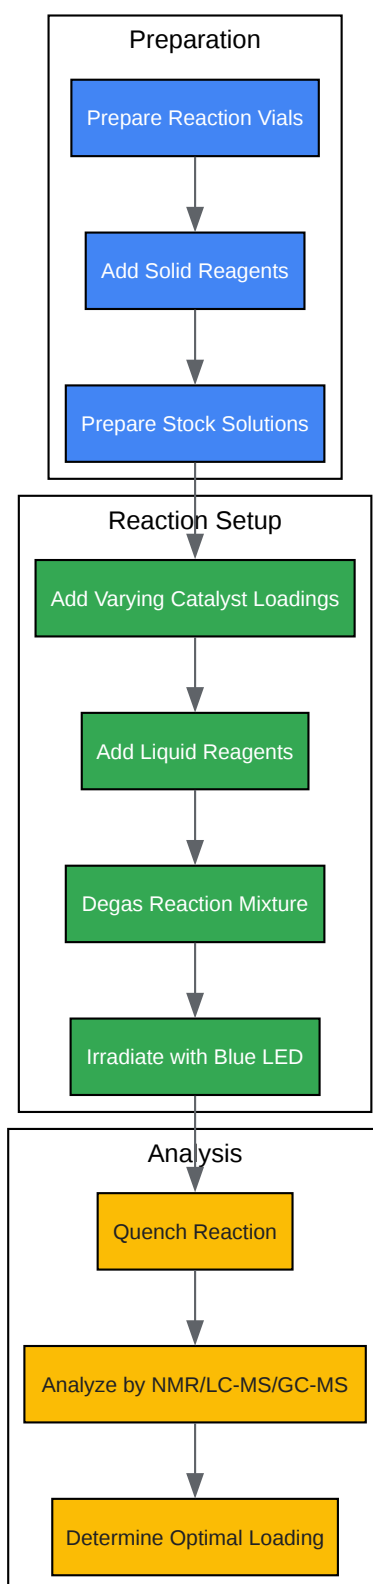 Preparation
Prepare Reaction Vials
Add Solid Reagents
Prepare Stock Solutions
Reaction Setup
Add Varying Catalyst Loadings
Add Liquid Reagents
Degas Reaction Mixture
Irradiate with Blue LED
Analysis
Quench Reaction
Analyze by NMR/LC-MS/GC-MS
Determine Optimal Loading